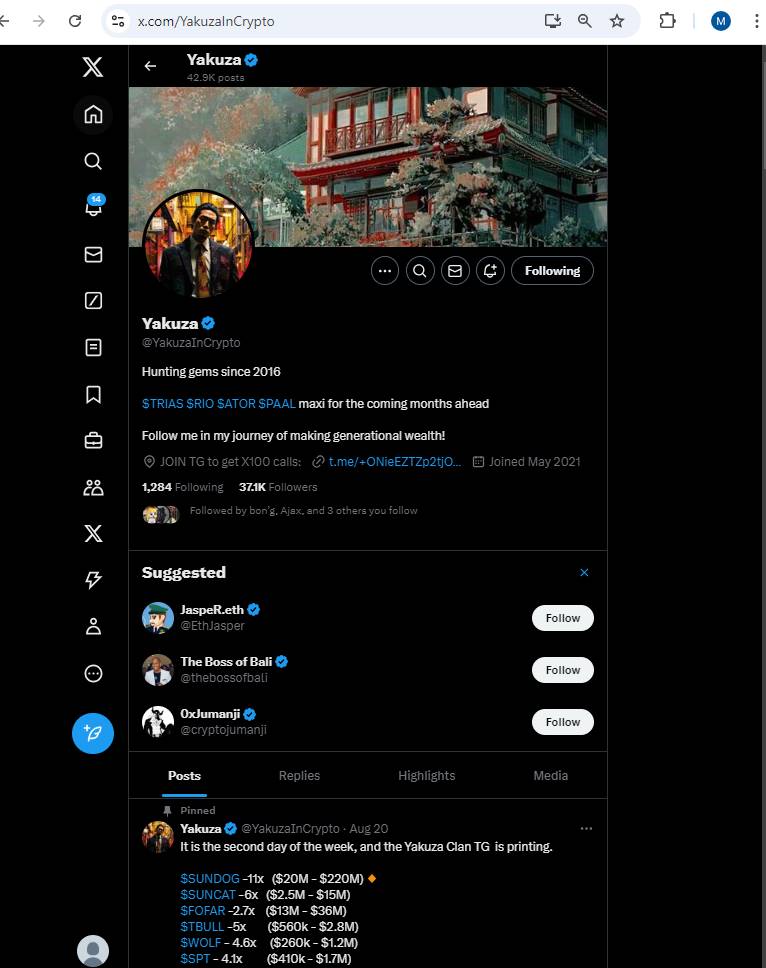 x.com/YakuzaInCrypto
M
Yakuza
42.9K posts
14
Following
Yakuza
@YakuzaInCrypto
Hunting gems since 2016
$TRIAS $RIO $ATOR $PAAL maxi for the coming months ahead
Follow me in my journey of making generational wealth!
JOIN TG to get X100 calls: t.me/+ONieEZTZp2tjO... Joined May 2021
1,284 Following 37.1K Followers
Followed by bon'g, Ajax, and 3 others you follow
Suggested
JaspeR.eth
@EthJasper
Follow
The Boss of Bali
@thebossofbali
Follow
0xJumanji
@cryptojumanji
Follow
Posts Replies Highlights Media
Pinned
Yakuza @YakuzaInCrypto · Aug 20
It is the second day of the week, and the Yakuza Clan TG is printing.
$SUNDOG -11x ($20M - $220M)
$SUNCAT -6x ($2.5M - $15M)
$FOFAR -2.7x ($13M - $36M)
$TBULL -5x ($560k - $2.8M)
$WOLF - 4.6x ($260k - $1.2M)
$SPT - 4.1x ($410k - $1.7M)